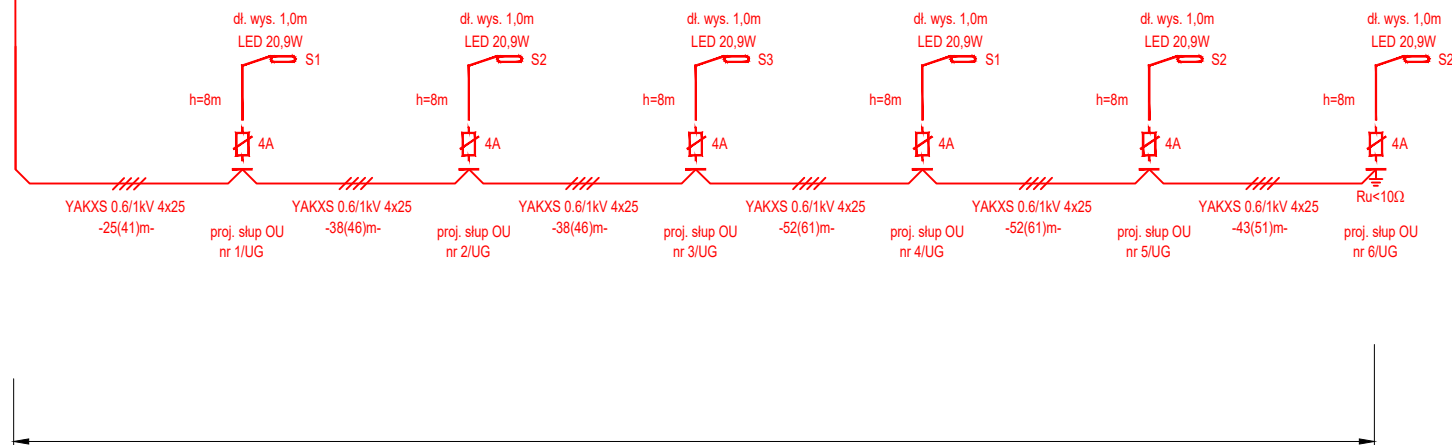 dł. wys. 1,0m
LED 20,9W
S1
h=8m
4A
dł. wys. 1,0m
LED 20,9W
S2
h=8m
4A
dł. wys. 1,0m
LED 20,9W
S3
h=8m
4A
dł. wys. 1,0m
LED 20,9W
S1
h=8m
4A
dł. wys. 1,0m
LED 20,9W
S2
h=8m
4A
dł. wys. 1,0m
LED 20,9W
S2
h=8m
4A
Ru<10Ω
YAKXS 0.6/1kV 4x25
-25(41)m-
proj. słup OU
nr 1/UG
YAKXS 0.6/1kV 4x25
-38(46)m-
proj. słup OU
nr 2/UG
YAKXS 0.6/1kV 4x25
-38(46)m-
proj. słup OU
nr 3/UG
YAKXS 0.6/1kV 4x25
-52(61)m-
proj. słup OU
nr 4/UG
YAKXS 0.6/1kV 4x25
-52(61)m-
proj. słup OU
nr 5/UG
YAKXS 0.6/1kV 4x25
-43(51)m-
proj. słup OU
nr 6/UG